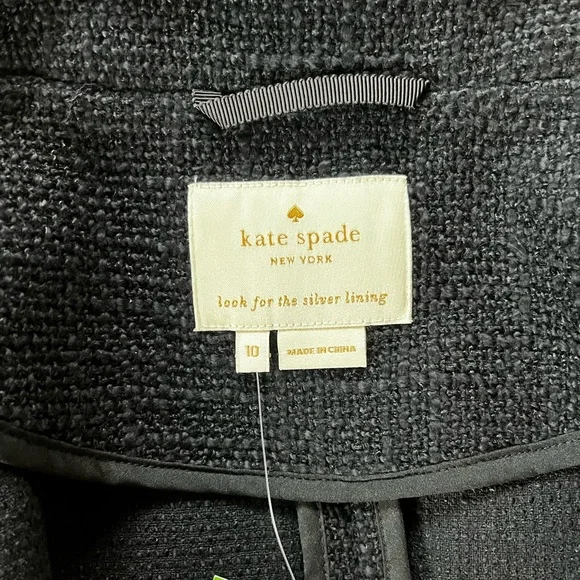 kate spade
NEW YORK
look for the silver lining
10
MADE IN CHINA